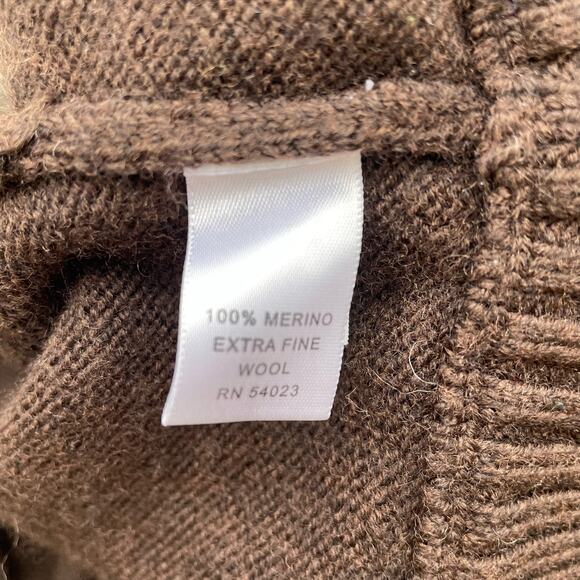 100% MERINO
EXTRA FINE
WOOL
RN 54023